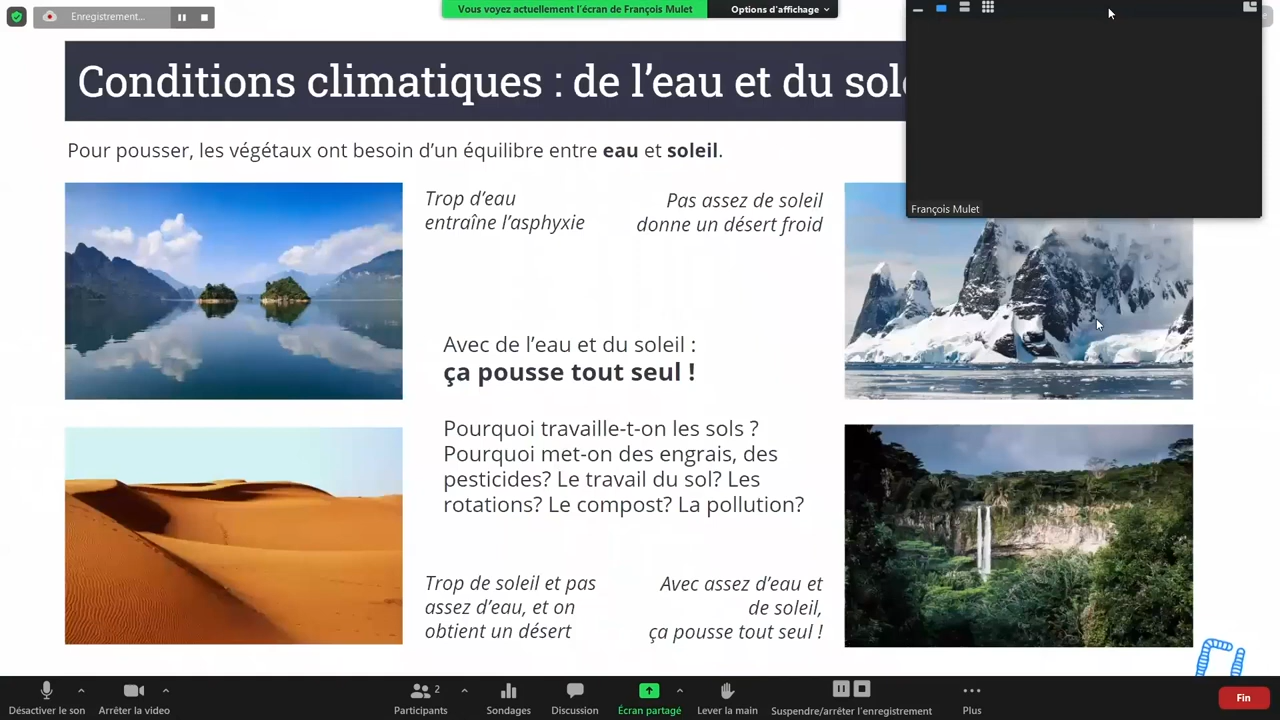 Enregistrement...
Vous voyez actuellement l'écran de François Mulet
Options d'affichage
Conditions climatiques : de l'eau et du
Pour pousser, les végétaux ont besoin d'un équilibre entre eau et soleil.
François Mulet
Trop d'eau
entraîne l'asphyxie
Pas assez de soleil
donne un désert froid
Avec de l'eau et du soleil :
ça pousse tout seul !
Pourquoi travaille-t-on les sols ?
Pourquoi met-on des engrais, des
pesticides? Le travail du sol? Les
rotations? Le compost? La pollution?
Trop de soleil et pas
assez d'eau, et on
obtient un désert
Avec assez d'eau et
de soleil,
ça pousse tout seul !
Désactiver le son
Arrêter la video
Participants
2
Sondages
Discussion
Écran partagé
Lever la main
Suspendre/arrêter l'enregistrement
Plus
Fin